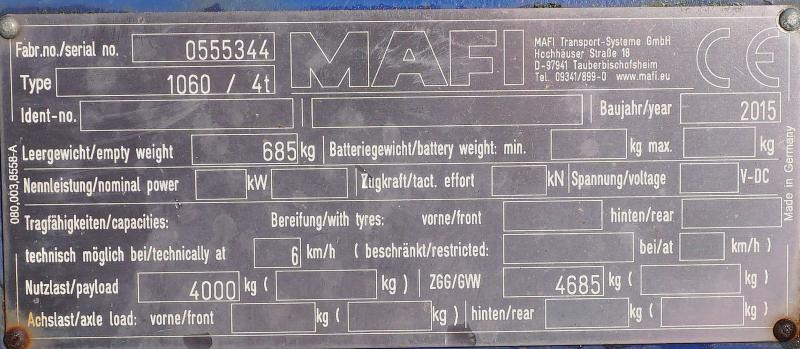 Fabr.no./serial no. 0555344
MAFI
MAFI Transport-Systeme GmbH
Hochhäuser Straße 18
D-97941 Tauberbischofsheim
Tel. 09341/899-0 www.mafi.eu
CE
Type 1060 / 4t
Ident-no. Baujahr/year 2015
Leergewicht/empty weight 685 kg Batteriegewicht/battery weight: min. kg max. kg
Nennleistung/nominal power kW Zugkraft/tact. effort kN Spannung/voltage V-DC
Tragfähigkeiten/capacities: Bereifung/with tyres: vorne/front hinten/rear
technisch möglich bei/technically at 6 km/h ( beschränkt/restricted: bei/at km/h )
Nutzlast/payload 4000 kg ( kg ) ZGG/GVW 4685 kg ( kg )
Achslast/axle load: vorne/front kg ( kg ) hinten/rear kg ( kg )
080.003.8558-A
Made in Germany